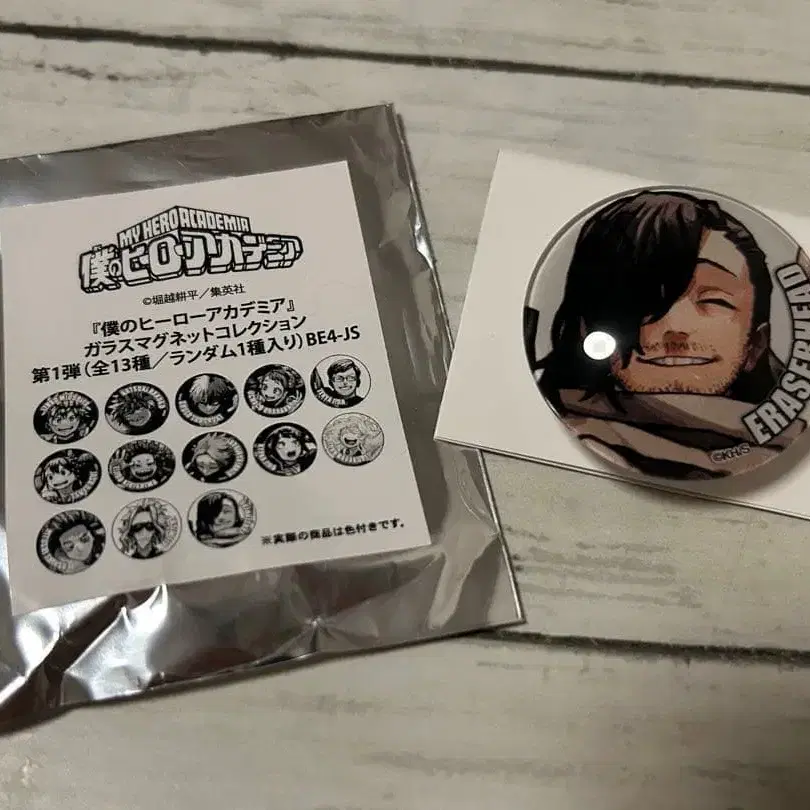 MY HERO ACADEMIA
僕のヒーローアカデミア
©堀越耕平／集英社
『僕のヒーローアカデミア』
ガラスマグネットコレクション
第1弾（全13種／ランダム1種入り）BE4-JS
※実際の商品は色付きです。
ERASERHEAD
©KH/S